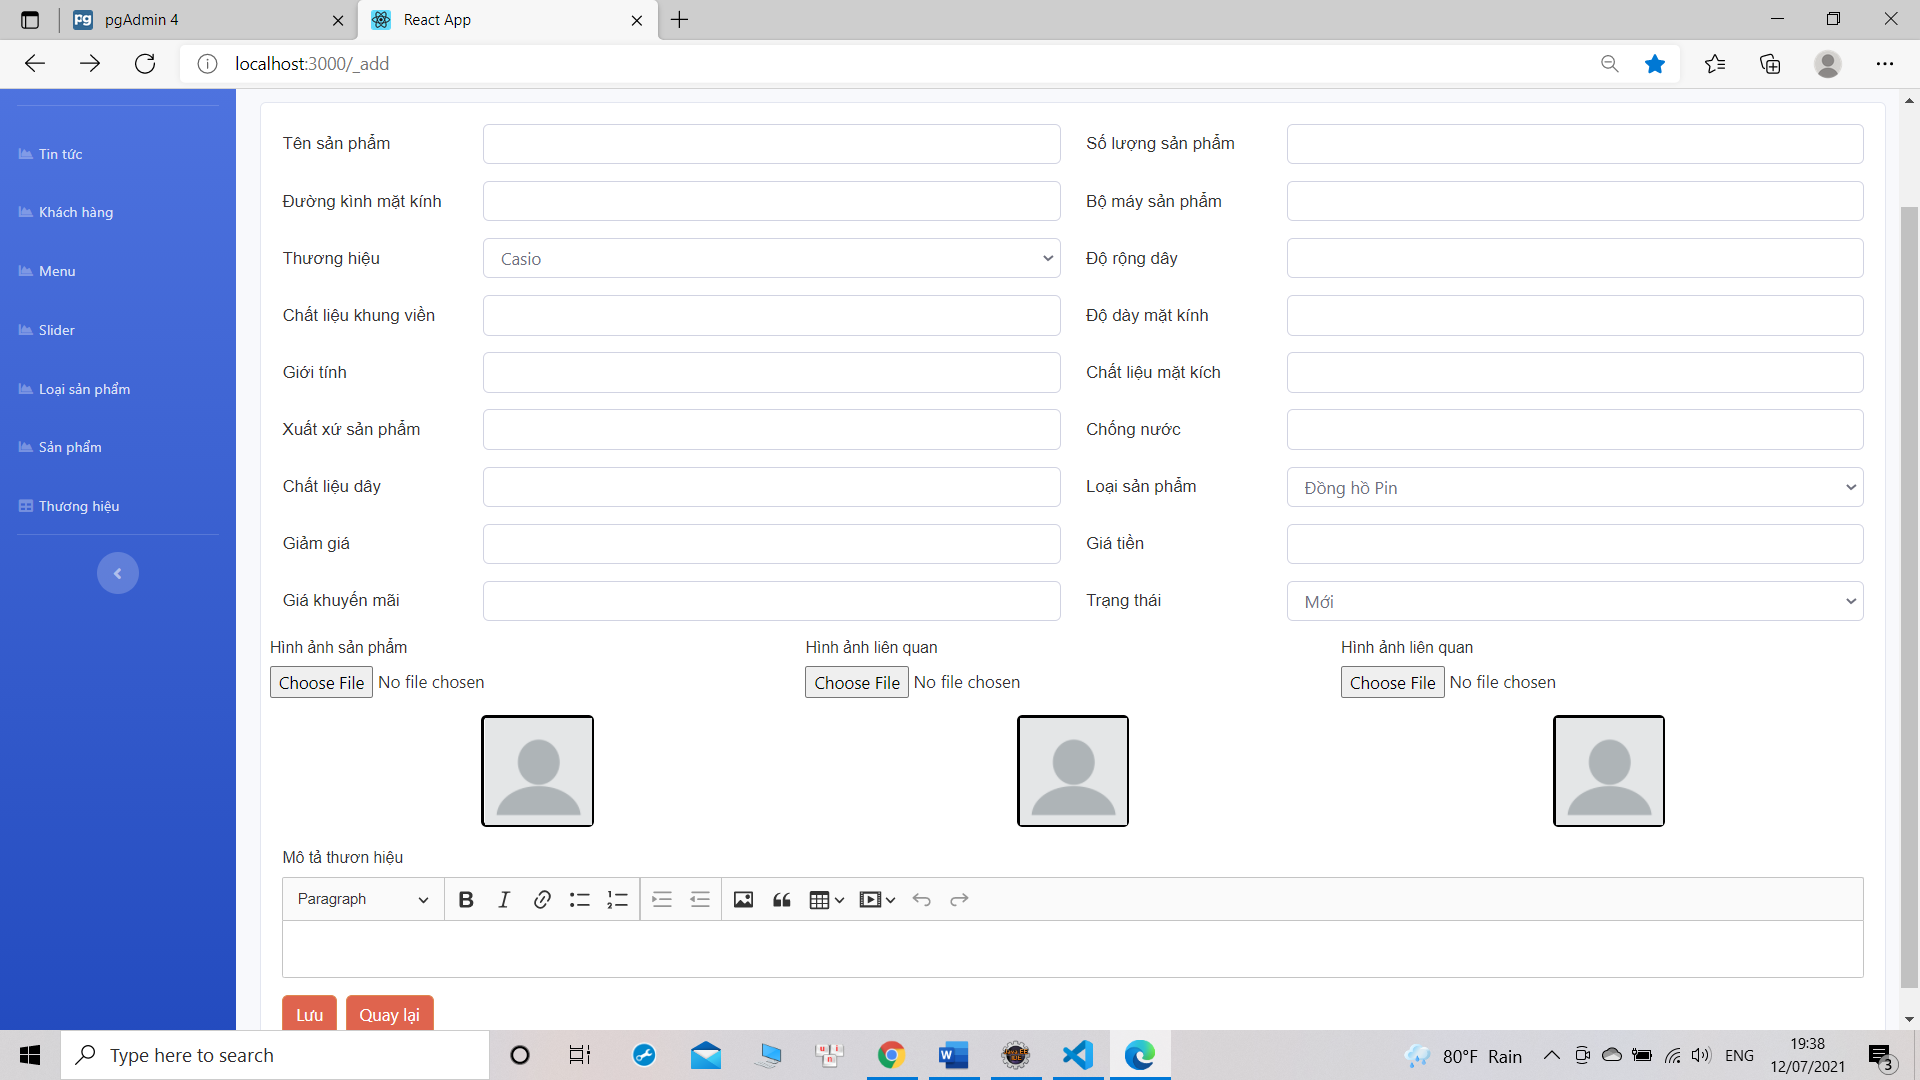 pgAdmin 4
React App
localhost:3000/_add
Tin tức
Khách hàng
Menu
Slider
Loại sản phẩm
Sản phẩm
Thương hiệu
Tên sản phẩm
Số lượng sản phẩm
Đường kình mặt kính
Bộ máy sản phẩm
Thương hiệu
Casio
Độ rộng dây
Chất liệu khung viền
Độ dày mặt kính
Giới tính
Chất liệu mặt kích
Xuất xứ sản phẩm
Chống nước
Chất liệu dây
Loại sản phẩm
Đồng hồ Pin
Giảm giá
Giá tiền
Giá khuyến mãi
Trạng thái
Mới
Hình ảnh sản phẩm
Hình ảnh liên quan
Hình ảnh liên quan
Choose File No file chosen
Choose File No file chosen
Choose File No file chosen
Mô tả thươn hiệu
Paragraph
Lưu
Quay lại
Type here to search
80°F Rain
ENG
19:38
12/07/2021
3